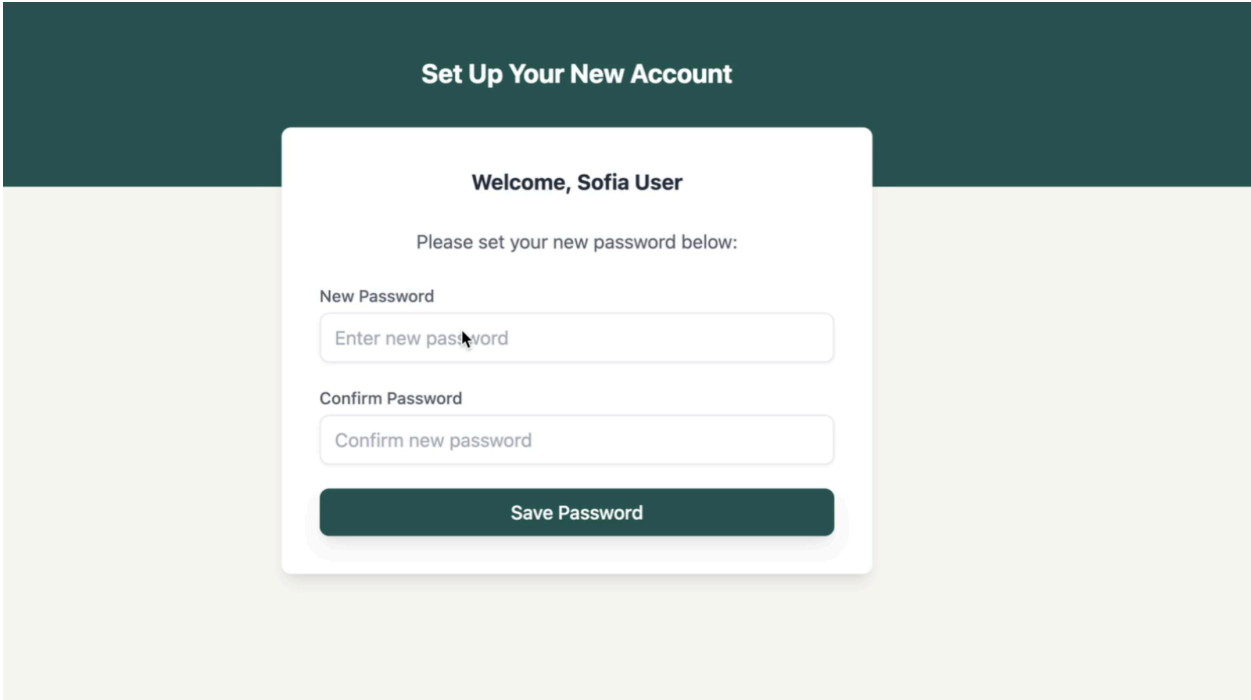 Set Up Your New Account
Welcome, Sofia User
Please set your new password below:
New Password
Enter new password
Confirm Password
Confirm new password
Save Password